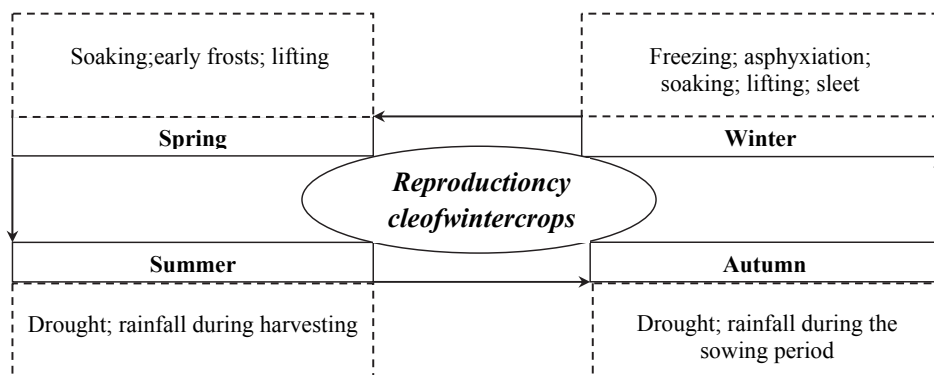 Soaking;early frosts; lifting
Freezing; asphyxiation;
soaking; lifting; sleet
Spring
Winter
Reproductioncy
cleofwintercrops
Summer
Autumn
Drought; rainfall during harvesting
Drought; rainfall during the
sowing period